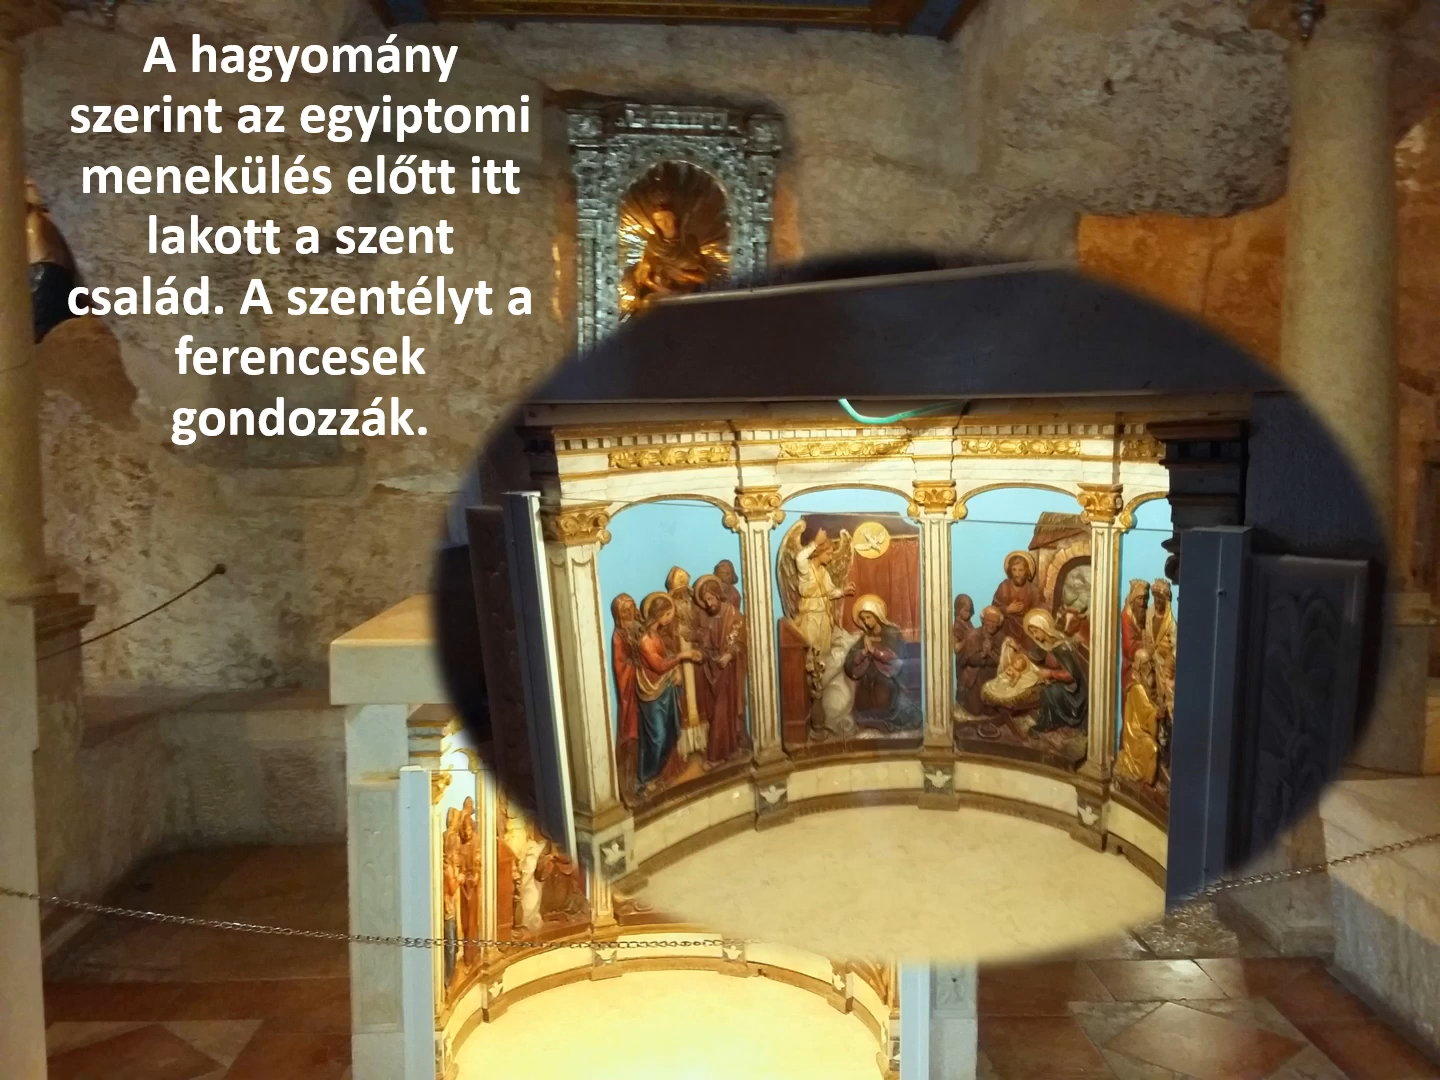 A hagyomány
szerint az egyiptomi
menekülés előtt itt
lakott a szent
család. A szentélyt a
ferencesek
gondozzák.